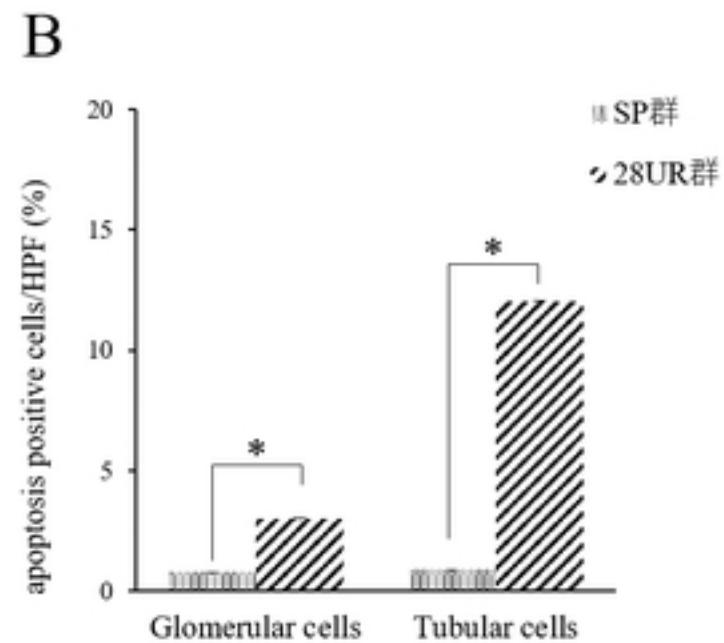 B
apoptosis positive cells/HPF (%)
20
15
10
5
0
SP群
28UR群
*
*
Glomerular cells
Tubular cells